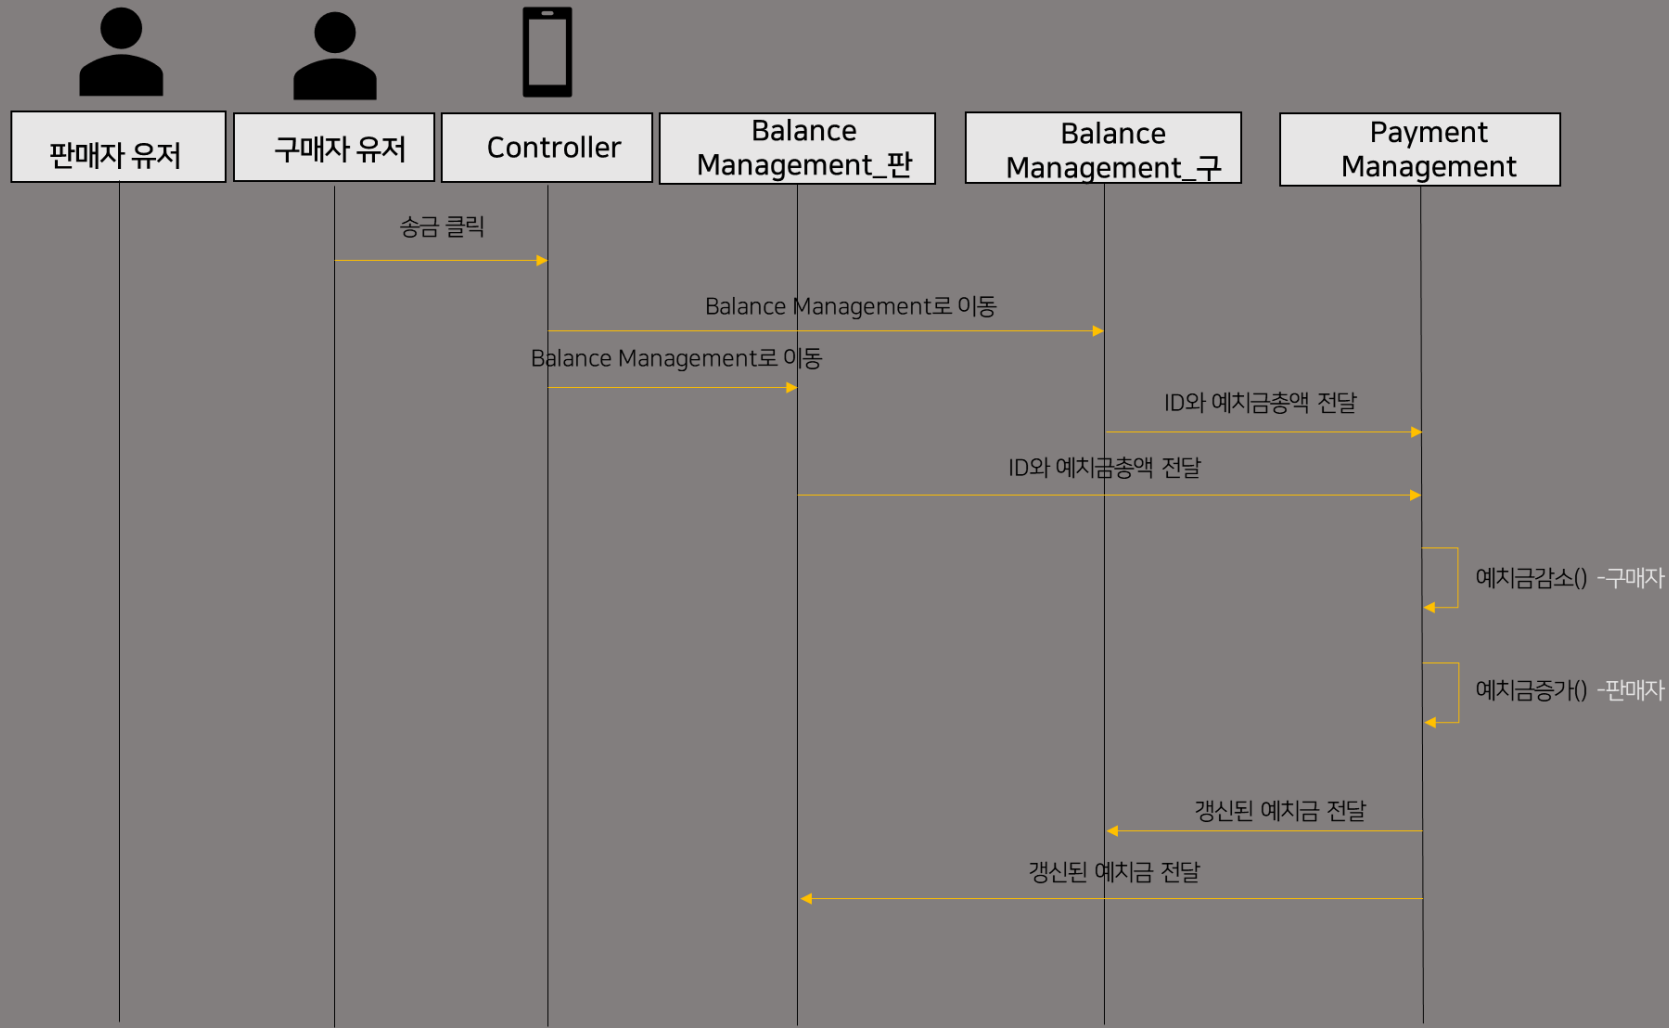 판매자 유저
구매자 유저
Controller
Balance
Management_판
Balance
Management_구
Payment
Management
송금 클릭
Balance Management로 이동
Balance Management로 이동
ID와 예치금총액 전달
ID와 예치금총액 전달
예치금감소() -구매자
예치금증가() -판매자
갱신된 예치금 전달
갱신된 예치금 전달